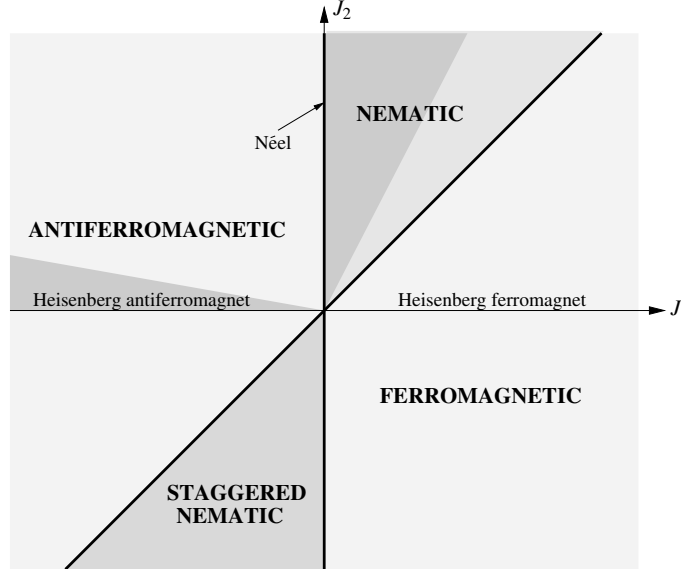 J₂
NEMATIC
Néel
ANTIFERROMAGNETIC
Heisenberg antiferromagnet
Heisenberg ferromagnet
J
FERROMAGNETIC
STAGGERED
NEMATIC